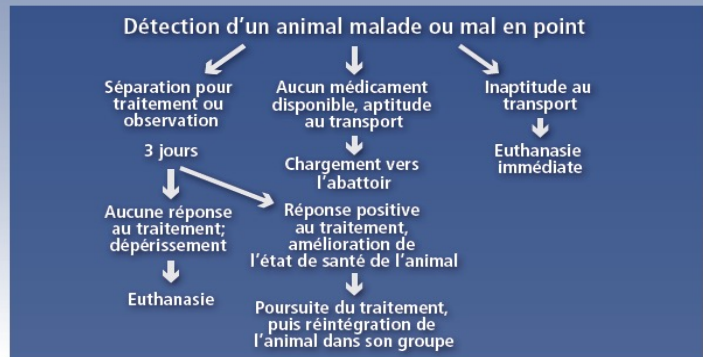 Détection d'un animal malade ou mal en point
Séparation pour
traitement ou
observation
3 jours
Aucune réponse
au traitement;
dépérissement
Euthanasie
Réponse positive
au traitement,
amélioration de
l'état de santé de l'animal
Poursuite du traitement,
puis réintégration de
l'animal dans son groupe
Aucun médicament
disponible, aptitude
au transport
Chargement vers
l'abattoir
Inaptitude au
transport
Euthanasie
immédiate